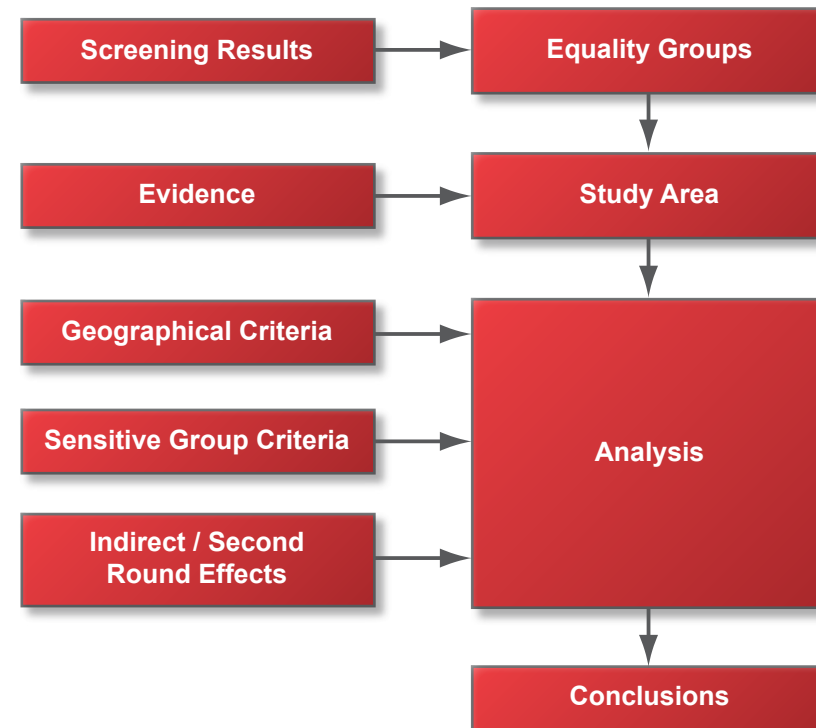 Screening Results
Equality Groups
Evidence
Study Area
Geographical Criteria
Sensitive Group Criteria
Analysis
Indirect / Second
Round Effects
Conclusions